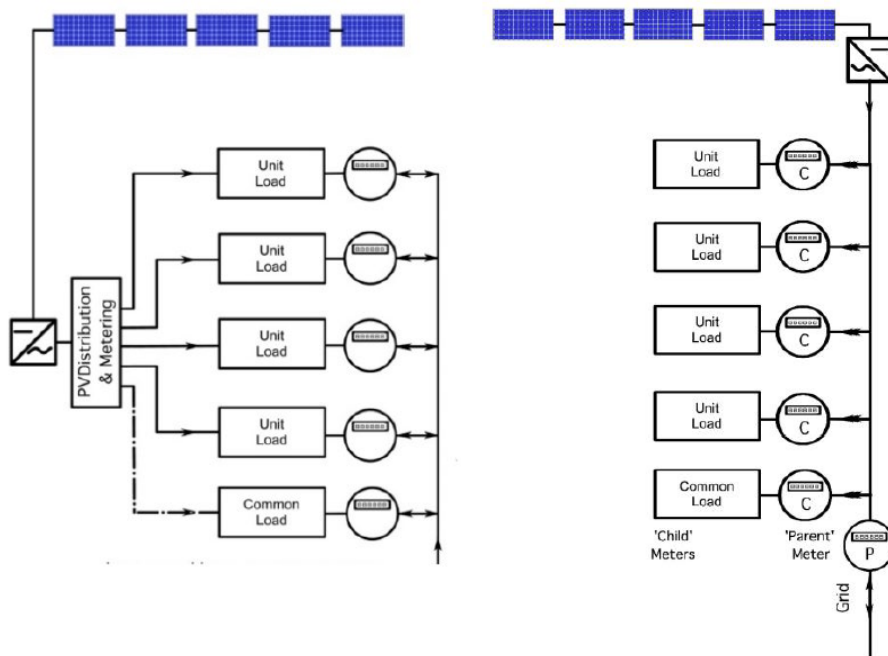 Unit
Load
Unit
Load
PVDistribution
& Metering
Unit
Load
Unit
Load
Common
Load
Unit
Load
C
Unit
Load
C
Unit
Load
C
Unit
Load
C
Common
Load
C
'Child'
Meters
'Parent'
Meter
P
Grid